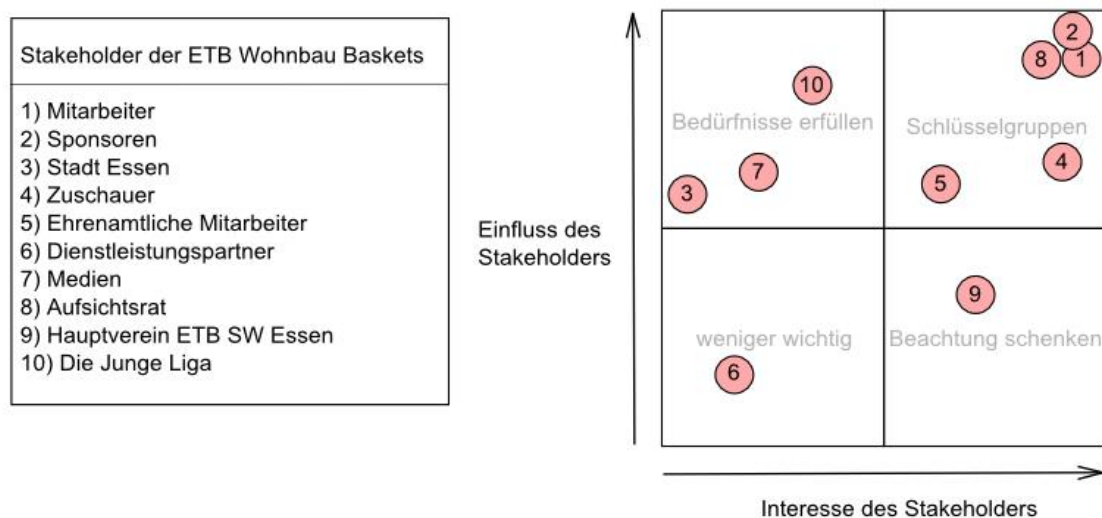 Stakeholder der ETB Wohnbau Baskets
1) Mitarbeiter
2) Sponsoren
3) Stadt Essen
4) Zuschauer
5) Ehrenamtliche Mitarbeiter
6) Dienstleistungspartner
7) Medien
8) Aufsichtsrat
9) Hauptverein ETB SW Essen
10) Die Junge Liga
Einfluss des
Stakeholders
2
8
1
10
Bedürfnisse erfüllen
Schlüsselgruppen
7
4
3
5
9
weniger wichtig
Beachtung schenken
6
Interesse des Stakeholders